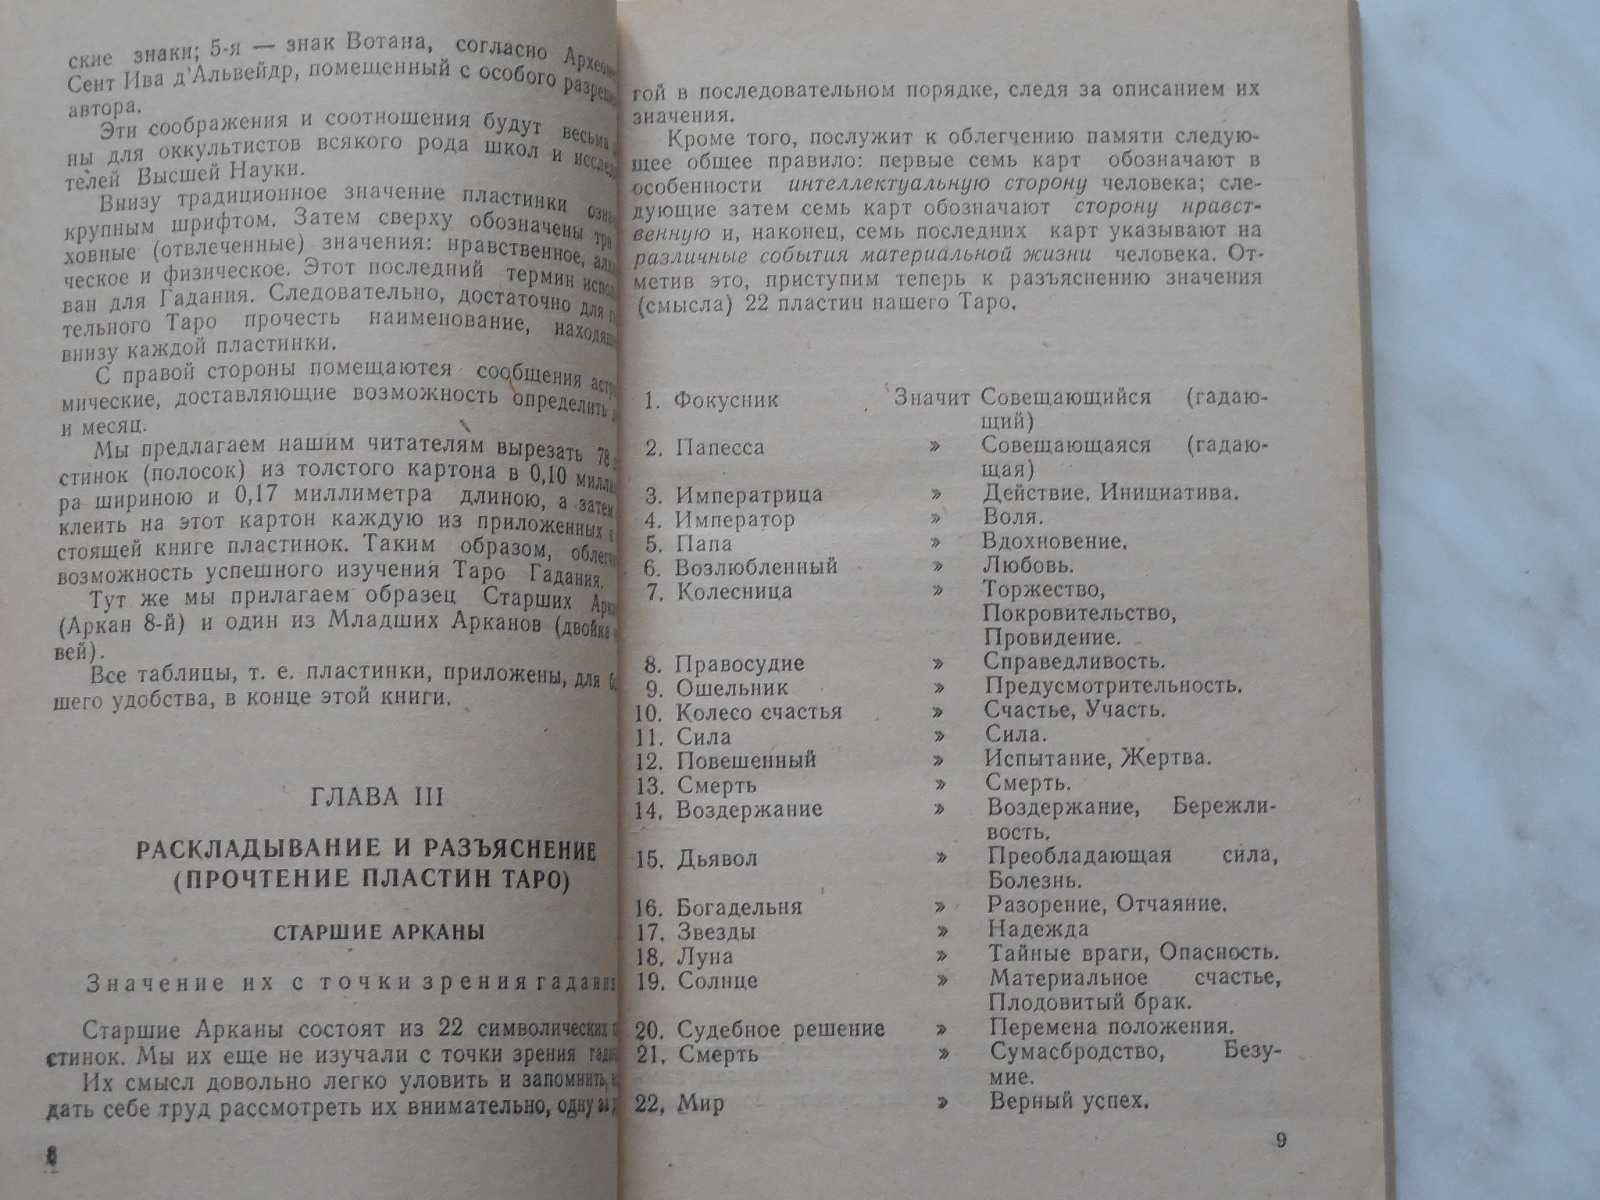 ские знаки; 5-я — знак Вотана, согласно
Сент Ива д'Альвейдр, помещенный с особого
автора.
Эти соображения и соотношения будут весьма
ны для оккультистов всякого рода школ и
телей Высшей Науки.
Внизу традиционное значение пластинки
крупным шрифтом. Затем сверху обозначены
ховные (отвлеченные) значения: нравственное,
ческое и физическое. Этот последний термин
ван для Гадания. Следовательно, достаточно для
тельного Таро прочесть наименование,
внизу каждой пластинки.
С правой стороны помещаются сообщения
мические, доставляющие возможность определить
и месяц.
Мы предлагаем нашим читателям вырезать 78
стинок (полосок) из толстого картона в 0,10
ра шириною и 0,17 миллиметра длиною, а затем
клеить на этот картон каждую из приложенных
стоящей книге пластинок. Таким образом,
возможность успешного изучения Таро Гадания.
Тут же мы прилагаем образец Старших
(Аркан 8-й) и один из Младших Арканов (двойка
вей).
Все таблицы, т. е. пластинки, приложены, для
шего удобства, в конце этой книги.
ГЛАВА III
РАСКЛАДЫВАНИЕ И РАЗЪЯСНЕНИЕ
(ПРОЧТЕНИЕ ПЛАСТИН ТАРО)
СТАРШИЕ АРКАНЫ
Значение их с точки зрения гадания
Старшие Арканы состоят из 22 символических
стинок. Мы их еще не изучали с точки зрения
Их смысл довольно легко уловить и запомнить,
дать себе труд рассмотреть их внимательно, одну за
8
гой в последовательном порядке, следя за описанием их
значения.
Кроме того, послужит к облегчению памяти следую-
щее общее правило: первые семь карт обозначают в
особенности интеллектуальную сторону человека; сле-
дующие затем семь карт обозначают сторону нравст-
венную и, наконец, семь последних карт указывают на
различные события материальной жизни человека. От-
метив это, приступим теперь к разъяснению значения
(смысла) 22 пластин нашего Таро.
1. Фокусник Значит Совещающийся (гадаю-
щий)
2. Папесса » Совещающаяся (гадаю-
щая)
3. Императрица » Действие. Инициатива.
4. Император » Воля.
5. Папа » Вдохновение.
6. Возлюбленный » Любовь.
7. Колесница » Торжество,
Покровительство,
Провидение.
8. Правосудие » Справедливость.
9. Ошельник » Предусмотрительность.
10. Колесо счастья » Счастье, Участь.
11. Сила » Сила.
12. Повешенный » Испытание, Жертва.
13. Смерть » Смерть.
14. Воздержание » Воздержание, Бережли-
вость.
15. Дьявол » Преобладающая сила,
Болезнь.
16. Богадельня » Разорение, Отчаяние.
17. Звезды » Надежда
18. Луна » Тайные враги, Опасность.
19. Солнце » Материальное счастье,
Плодовитый брак.
20. Судебное решение » Перемена положения.
21. Смерть » Сумасбродство, Безу-
мие.
22, Мир » Верный успех.
9